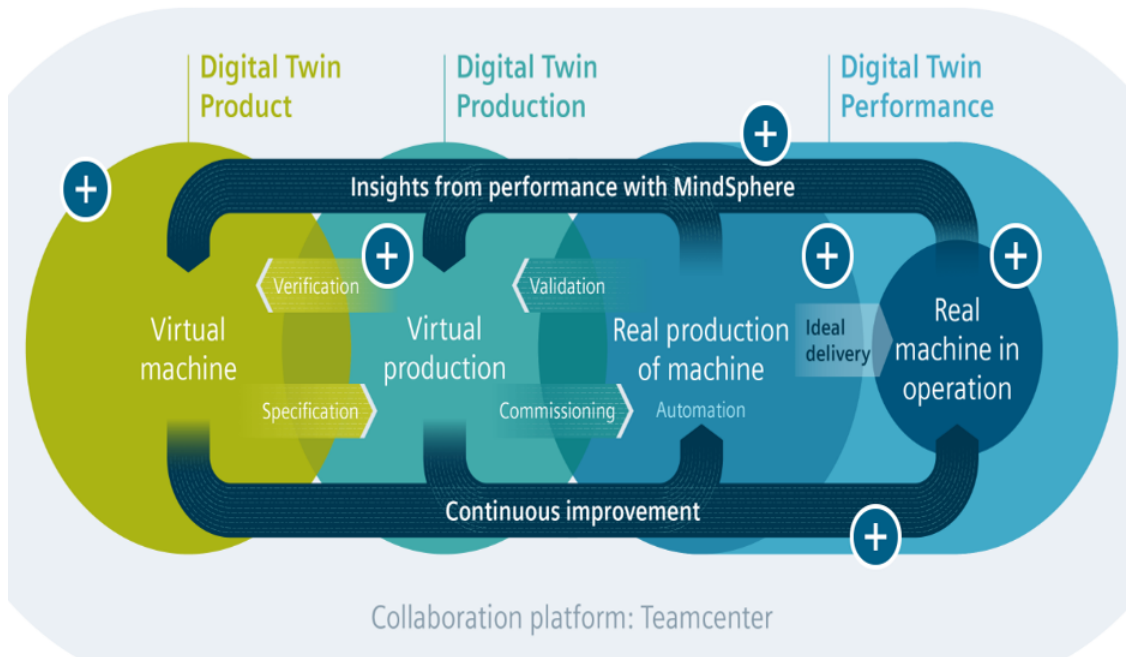 Digital Twin
Product
Digital Twin
Production
Digital Twin
Performance
Insights from performance with MindSphere
Verification
Validation
Virtual
machine
Virtual
production
Real production
of machine
Ideal
delivery
Real
machine in
operation
Specification
Commissioning
Automation
Continuous improvement
Collaboration platform: Teamcenter